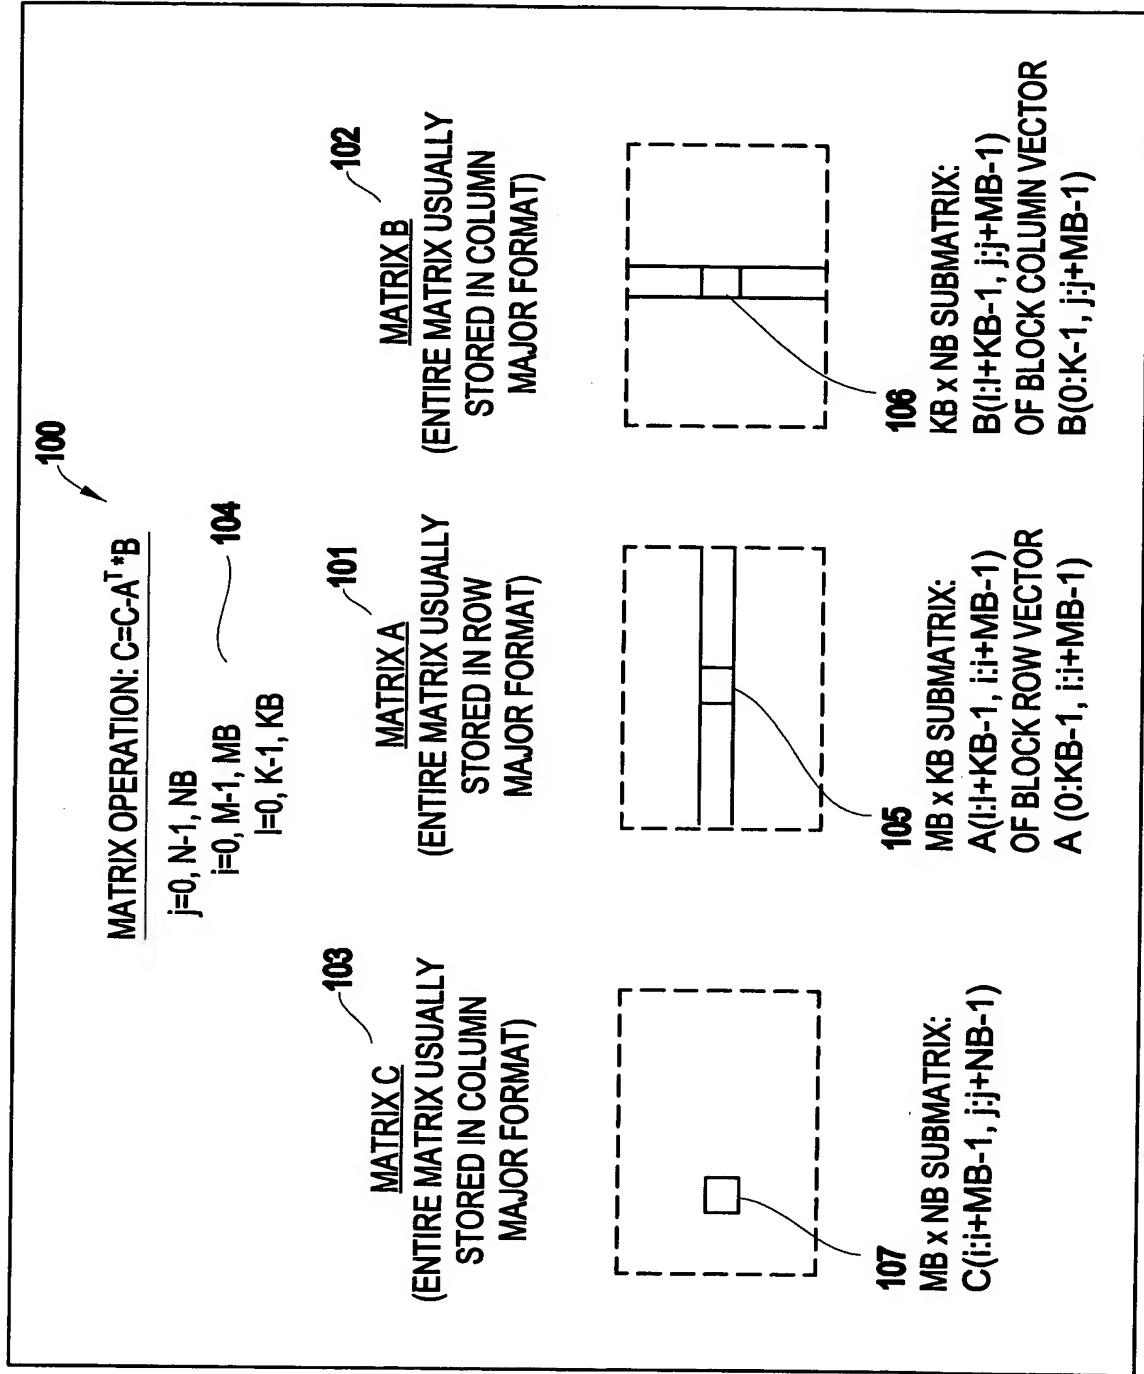 100
MATRIX OPERATION: C=C-Aᵀ*B
104
j=0, N-1, NB
i=0, M-1, MB
l=0, K-1, KB
103
MATRIX C
(ENTIRE MATRIX USUALLY
STORED IN COLUMN
MAJOR FORMAT)
101
MATRIX A
(ENTIRE MATRIX USUALLY
STORED IN ROW
MAJOR FORMAT)
102
MATRIX B
(ENTIRE MATRIX USUALLY
STORED IN COLUMN
MAJOR FORMAT)
107
MB x NB SUBMATRIX:
C(i:i+MB-1, j:j+NB-1)
105
MB x KB SUBMATRIX:
A(l:l+KB-1, i:i+MB-1)
OF BLOCK ROW VECTOR
A (0:KB-1, i:i+MB-1)
106
KB x NB SUBMATRIX:
B(l:l+KB-1, j:j+MB-1)
OF BLOCK COLUMN VECTOR
B(0:K-1, j:j+MB-1)